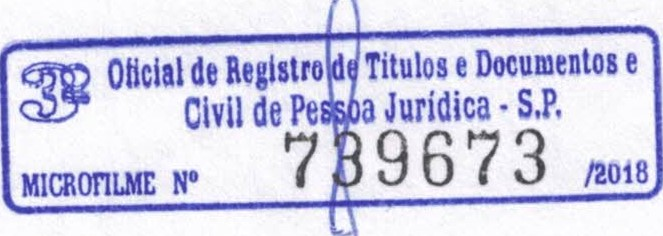 3º Oficial de Registro de Títulos e Documentos e
Civil de Pessoa Jurídica - S.P.
MICROFILME Nº 739673 /2018